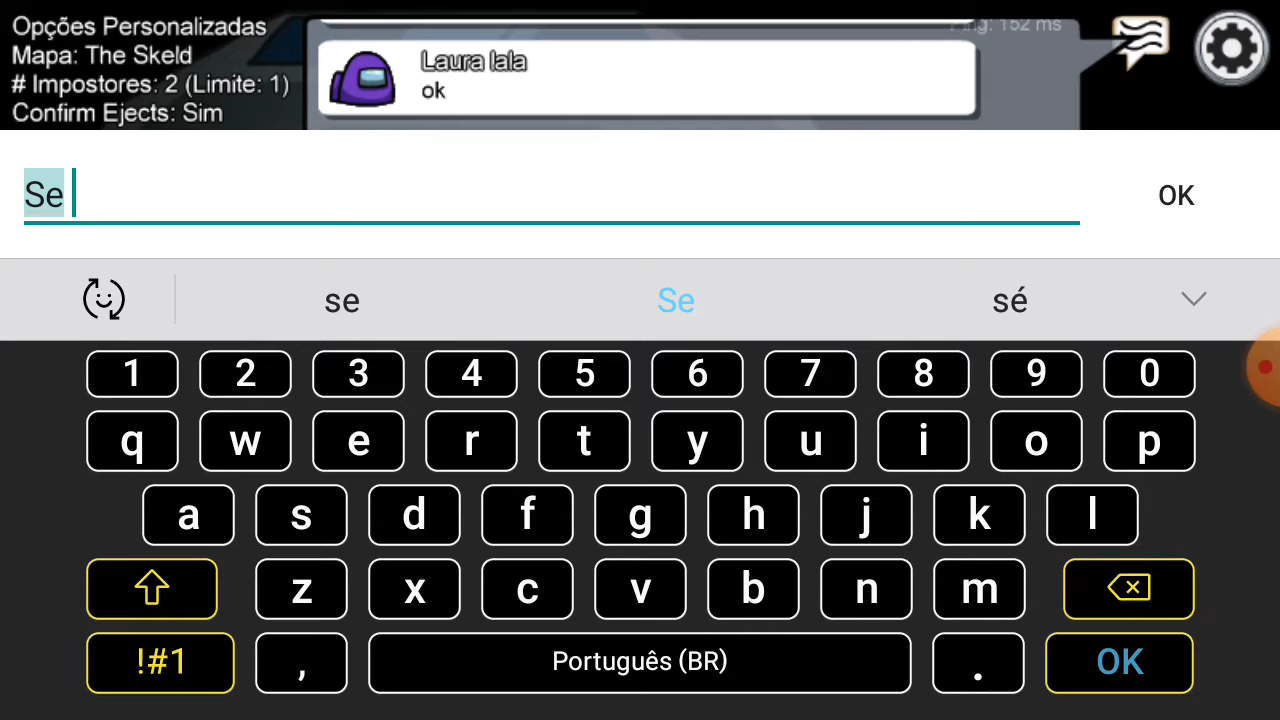 Opções Personalizadas
Mapa: The Skeld
# Impostores: 2 (Limite: 1)
Confirm Ejects: Sim
Ping: 152 ms
Laura lala
ok
Se
OK
se Se sé
1 2 3 4 5 6 7 8 9 0
q w e r t y u i o p
a s d f g h j k l
z x c v b n m
!#1 , Português (BR) . OK